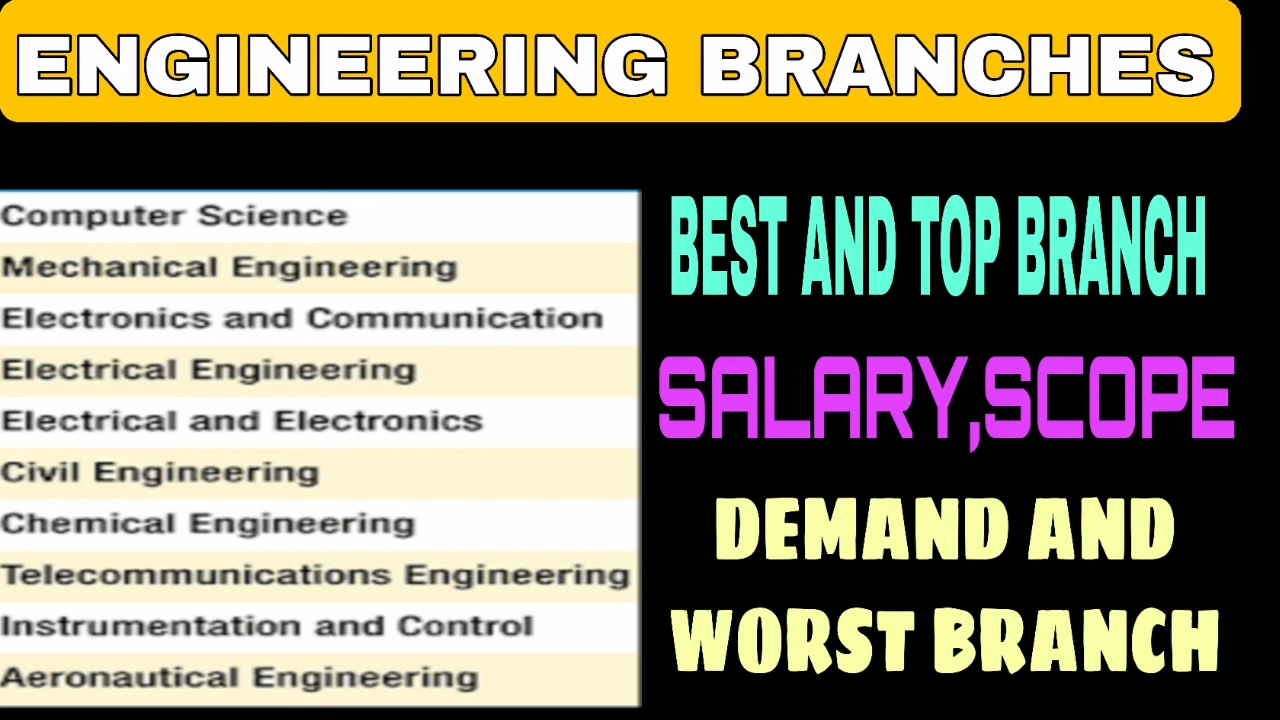 ENGINEERING BRANCHES
Computer Science
Mechanical Engineering
Electronics and Communication
Electrical Engineering
Electrical and Electronics
Civil Engineering
Chemical Engineering
Telecommunications Engineering
Instrumentation and Control
Aeronautical Engineering
BEST AND TOP BRANCH
SALARY,SCOPE
DEMAND AND
WORST BRANCH